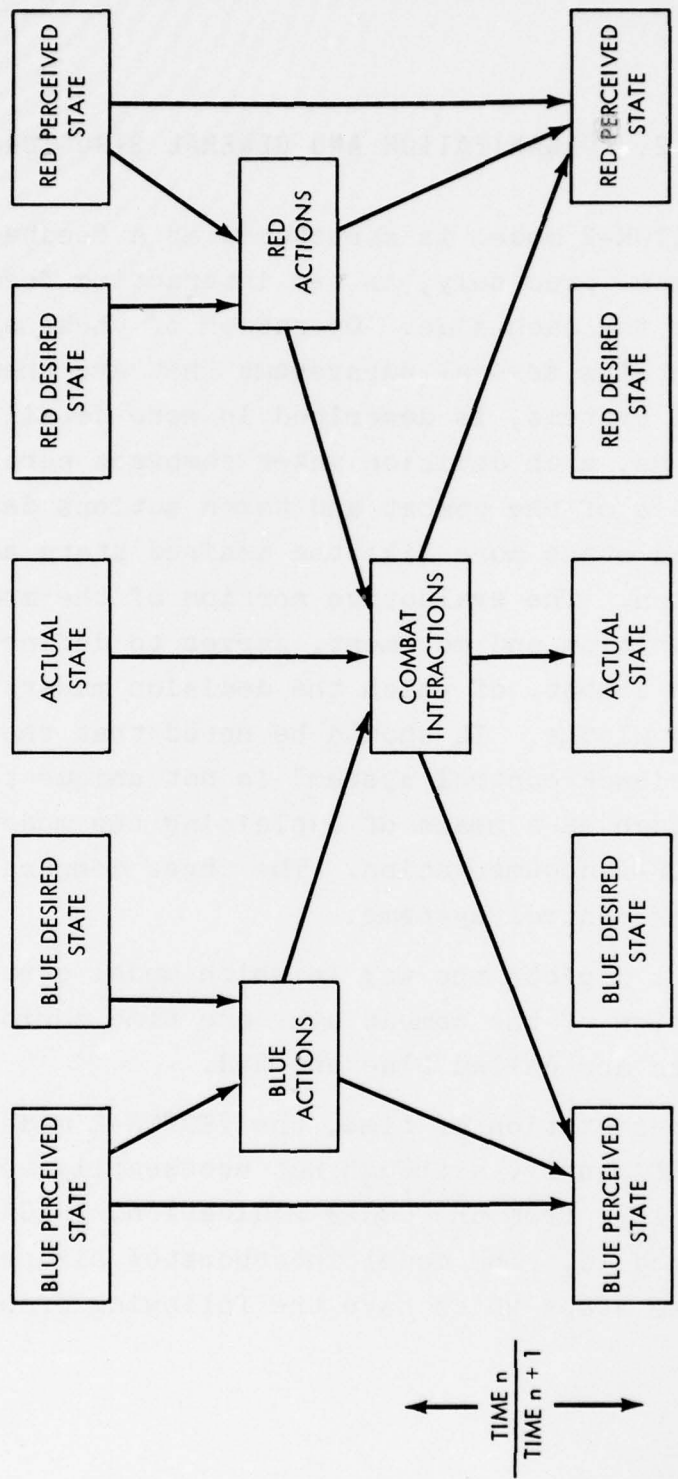 BLUE PERCEIVED
STATE
BLUE DESIRED
STATE
ACTUAL
STATE
RED DESIRED
STATE
RED PERCEIVED
STATE
BLUE
ACTIONS
RED
ACTIONS
COMBAT
INTERACTIONS
TIME n
TIME n + 1
BLUE PERCEIVED
STATE
BLUE DESIRED
STATE
ACTUAL
STATE
RED DESIRED
STATE
RED PERCEIVED
STATE